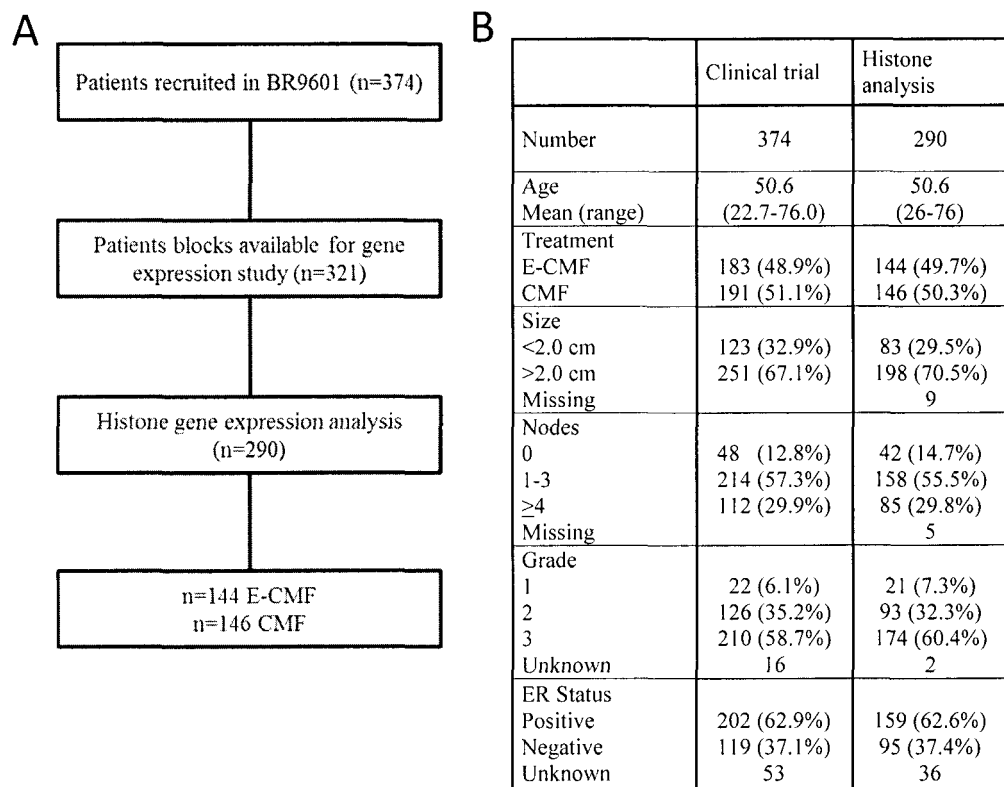 A
Patients recruited in BR9601 (n=374)
Patients blocks available for gene
expression study (n=321)
Histone gene expression analysis
(n=290)
n=144 E-CMF
n=146 CMF
B
Clinical trial Histone
analysis
Number 374 290
Age 50.6 50.6
Mean (range) (22.7-76.0) (26-76)
Treatment
E-CMF 183 (48.9%) 144 (49.7%)
CMF 191 (51.1%) 146 (50.3%)
Size
<2.0 cm 123 (32.9%) 83 (29.5%)
>2.0 cm 251 (67.1%) 198 (70.5%)
Missing 9
Nodes
0 48 (12.8%) 42 (14.7%)
1-3 214 (57.3%) 158 (55.5%)
≥4 112 (29.9%) 85 (29.8%)
Missing 5
Grade
1 22 (6.1%) 21 (7.3%)
2 126 (35.2%) 93 (32.3%)
3 210 (58.7%) 174 (60.4%)
Unknown 16 2
ER Status
Positive 202 (62.9%) 159 (62.6%)
Negative 119 (37.1%) 95 (37.4%)
Unknown 53 36